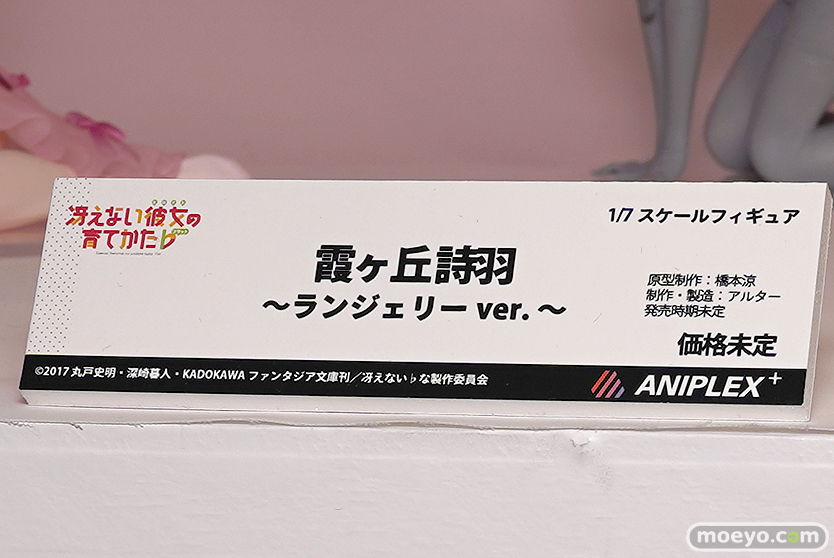 冴えない彼女の
育てかた♭
1/7 スケールフィギュア
霞ヶ丘詩羽
～ランジェリー ver. ～
原型制作：橋本涼
制作・製造：アルター
発売時期未定
価格未定
©2017 丸戸史明・深崎暮人・KADOKAWA ファンタジア文庫刊／冴えない♭な製作委員会
ANIPLEX+
moeyo.com